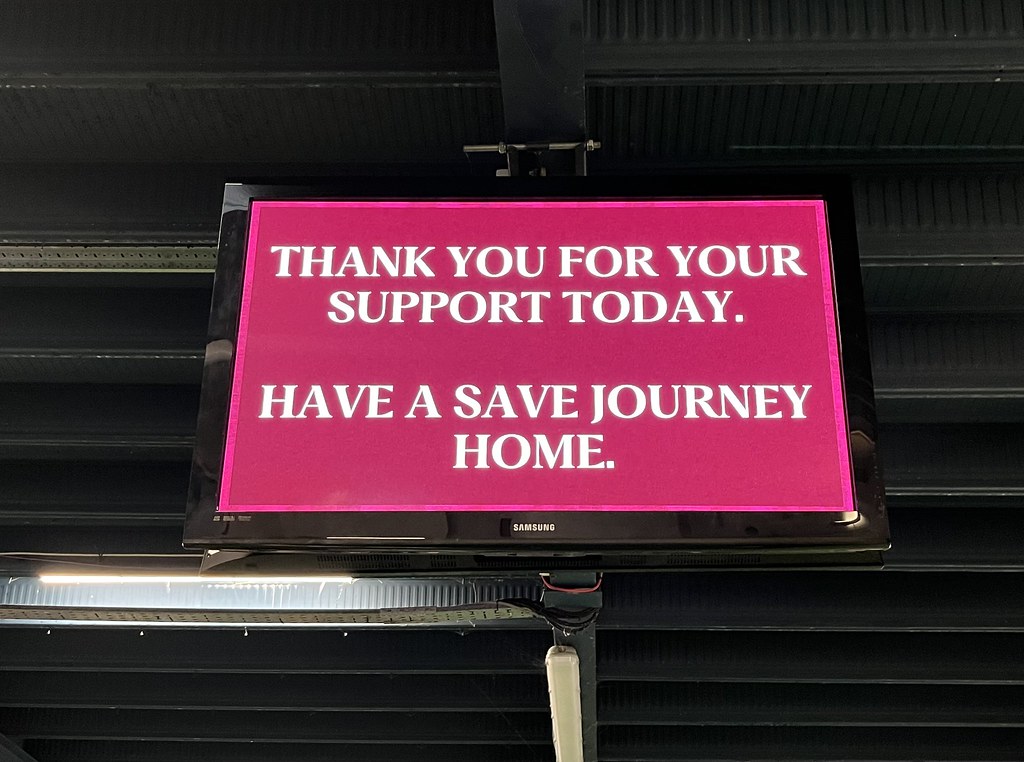 THANK YOU FOR YOUR
SUPPORT TODAY.
HAVE A SAVE JOURNEY
HOME.
SAMSUNG